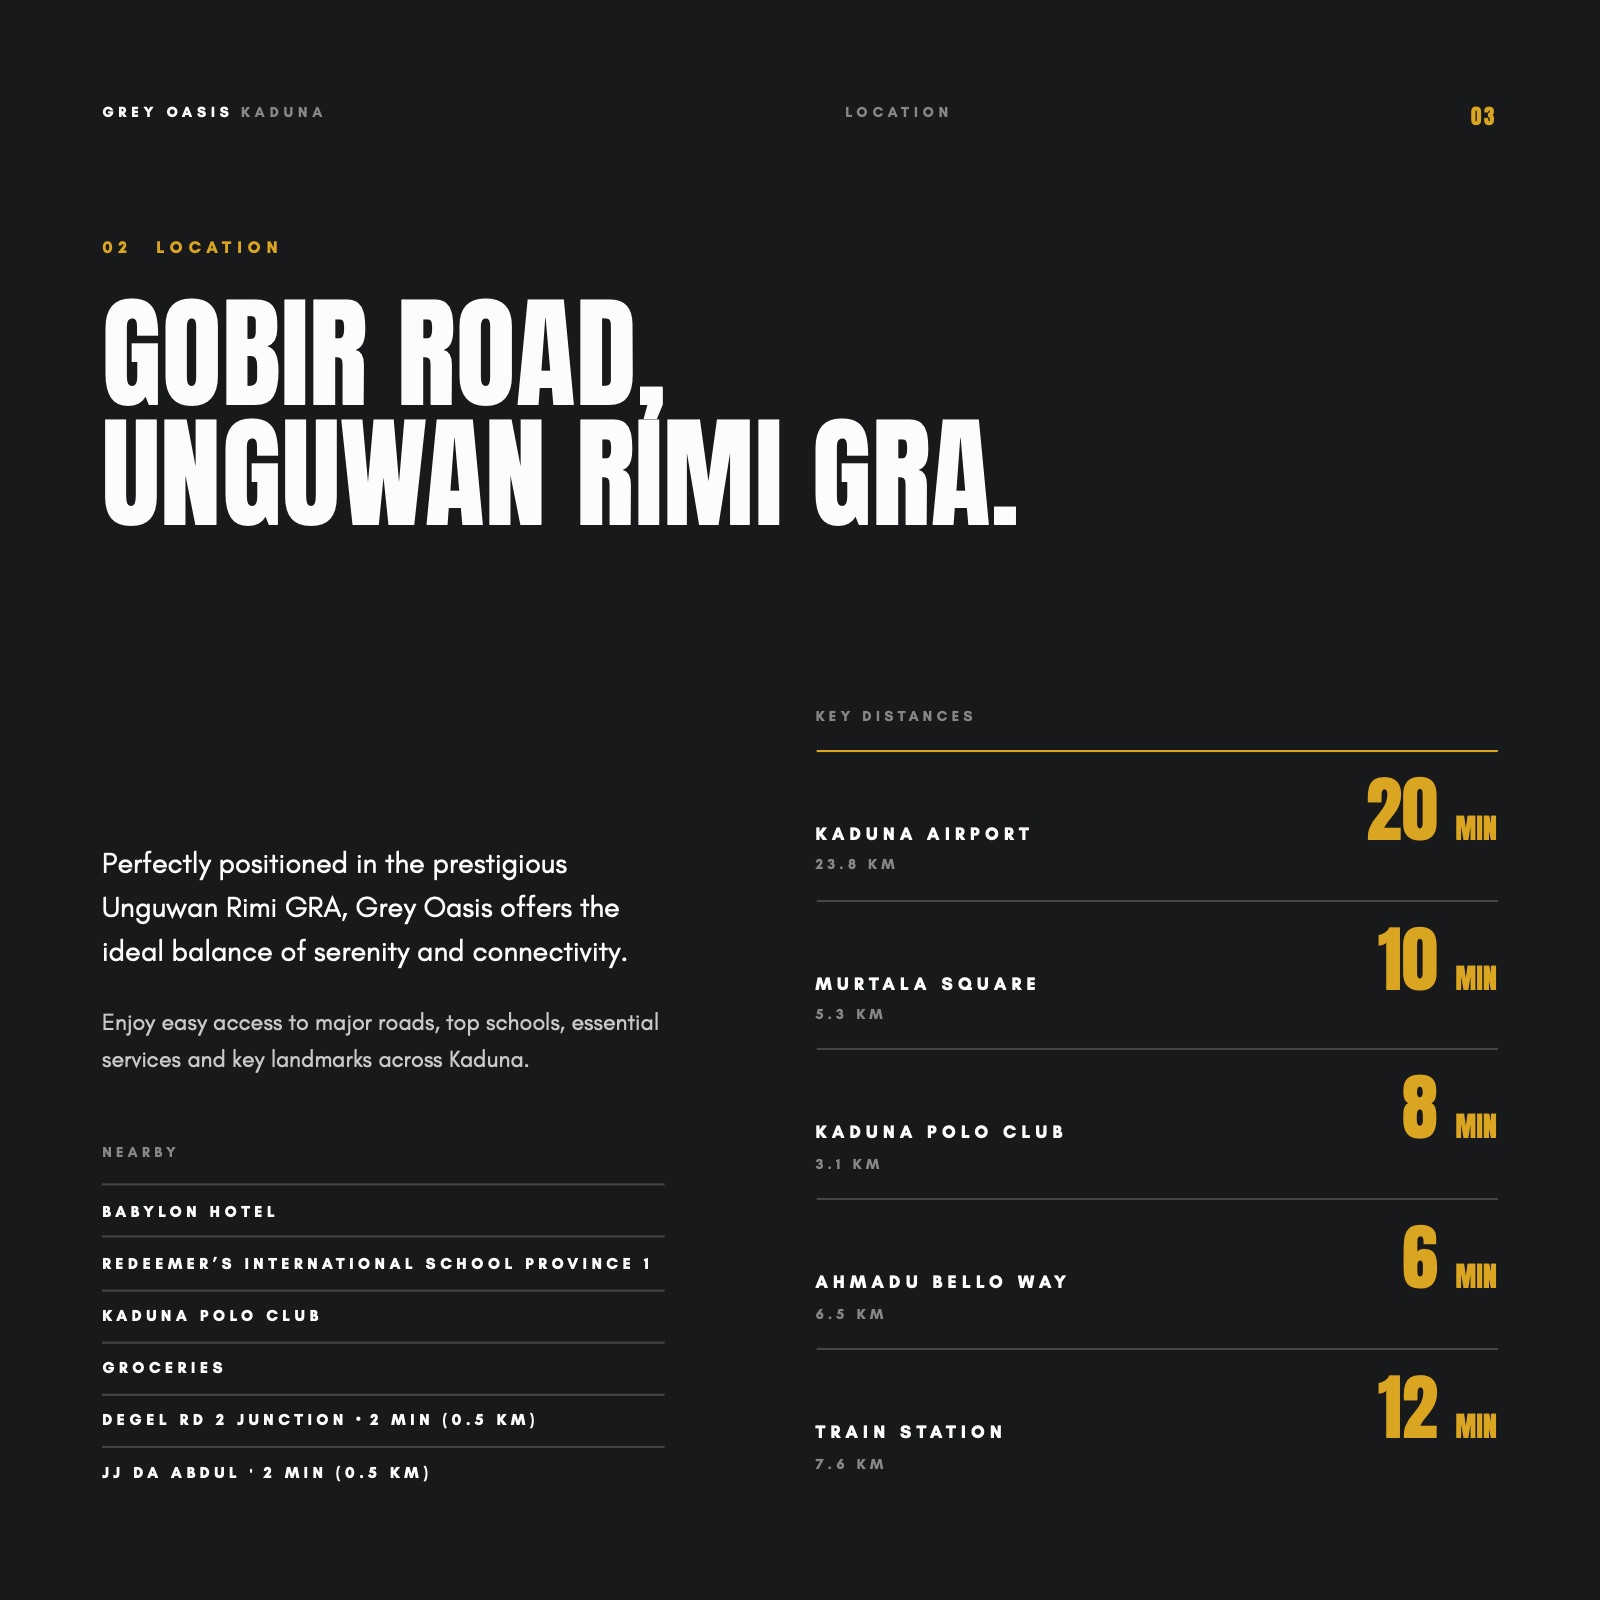 GREY OASIS KADUNA
LOCATION
03
02 LOCATION
GOBIR ROAD,
UNGUWAN RIMI GRA.
Perfectly positioned in the prestigious
Unguwan Rimi GRA, Grey Oasis offers the
ideal balance of serenity and connectivity.
Enjoy easy access to major roads, top schools, essential
services and key landmarks across Kaduna.
NEARBY
BABYLON HOTEL
REDEEMER’S INTERNATIONAL SCHOOL PROVINCE 1
KADUNA POLO CLUB
GROCERIES
DEGEL RD 2 JUNCTION · 2 MIN (0.5 KM)
JJ DA ABDUL · 2 MIN (0.5 KM)
KEY DISTANCES
KADUNA AIRPORT
20 MIN
23.8 KM
MURTALA SQUARE
10 MIN
5.3 KM
KADUNA POLO CLUB
8 MIN
3.1 KM
AHMADU BELLO WAY
6 MIN
6.5 KM
TRAIN STATION
12 MIN
7.6 KM